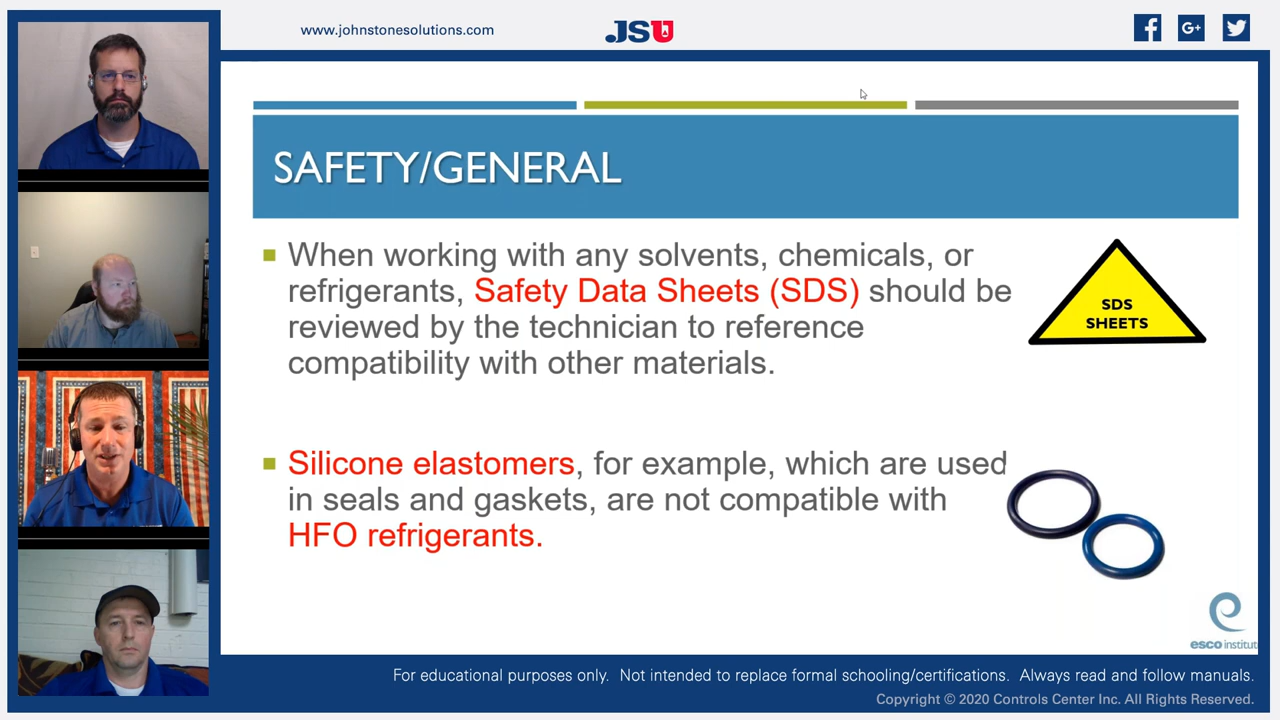 www.johnstonesolutions.com
JSU
G+
SAFETY/GENERAL
When working with any solvents, chemicals, or
refrigerants, Safety Data Sheets (SDS) should be
reviewed by the technician to reference
compatibility with other materials.
SDS
SHEETS
Silicone elastomers, for example, which are used
in seals and gaskets, are not compatible with
HFO refrigerants.
esco institut
For educational purposes only. Not intended to replace formal schooling/certifications. Always read and follow manuals.
Copyright © 2020 Controls Center Inc. All Rights Reserved.